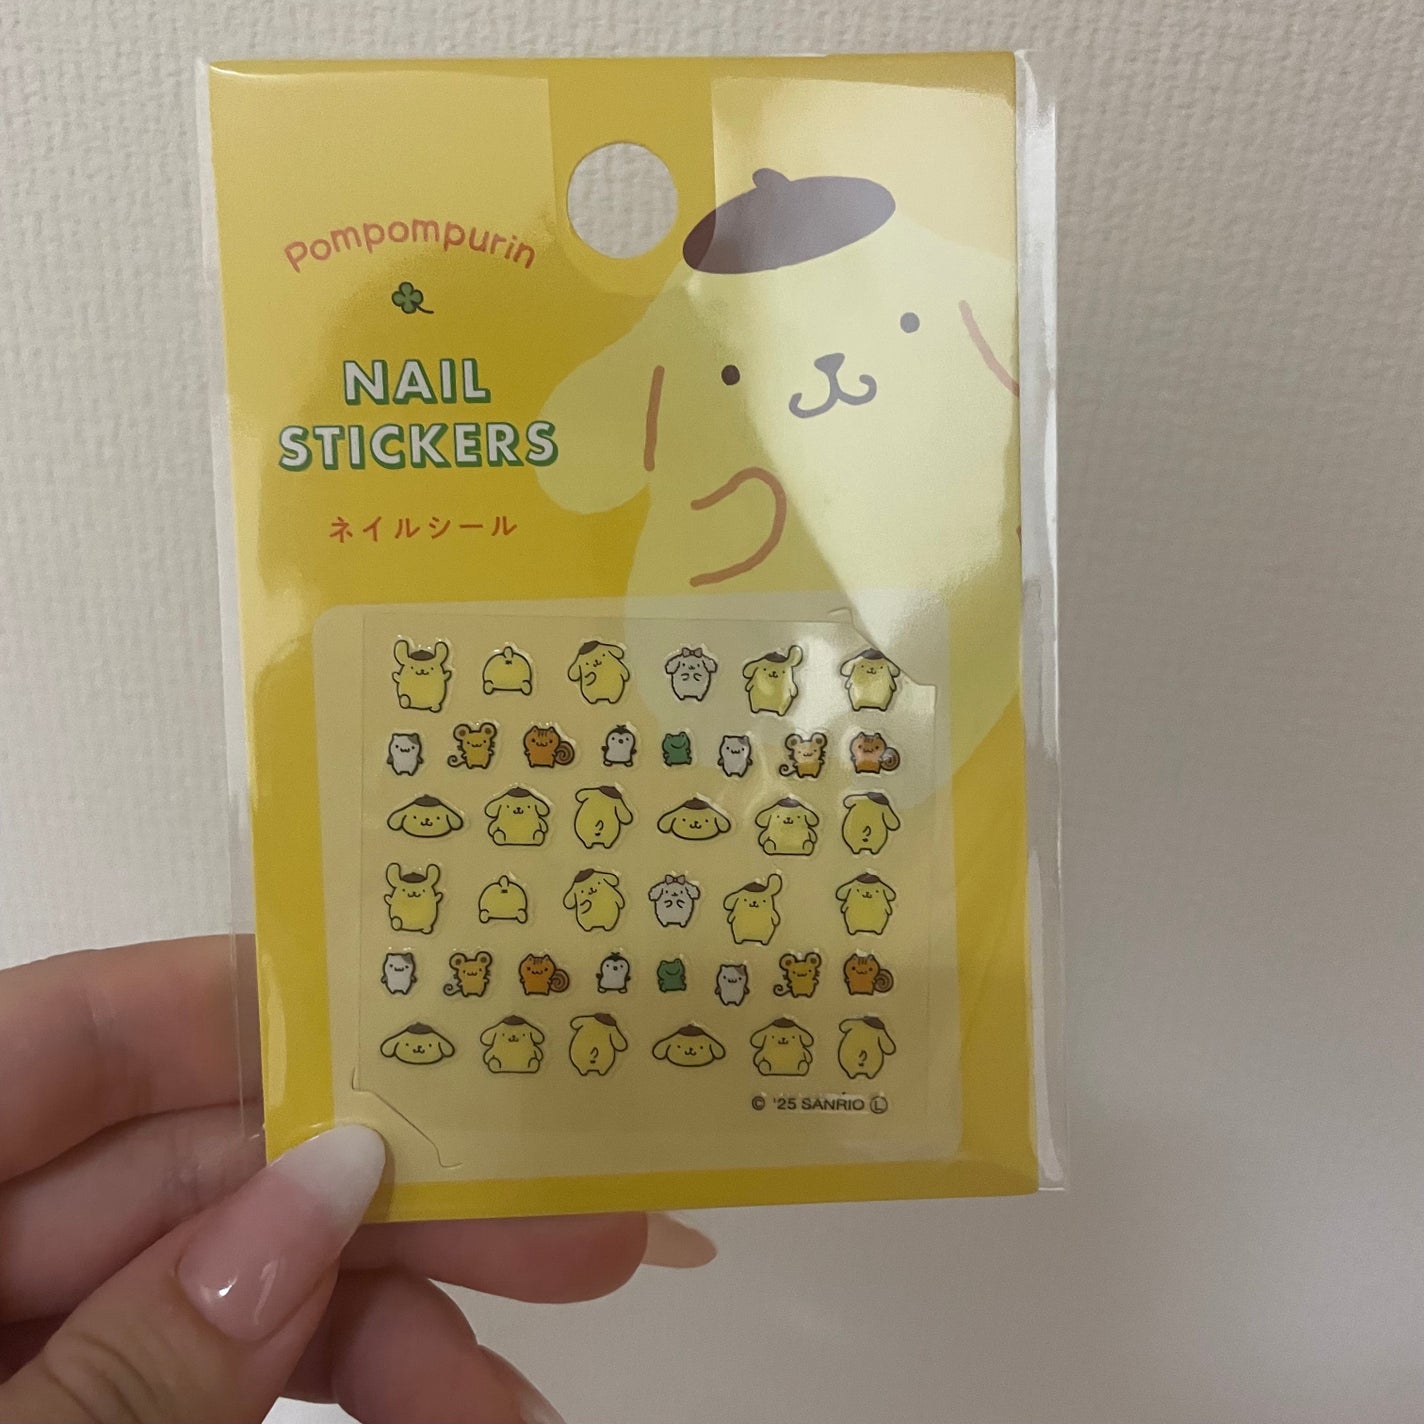 Pompompurin
NAIL
STICKERS
ネイルシール
© '25 SANRIO Ⓛ